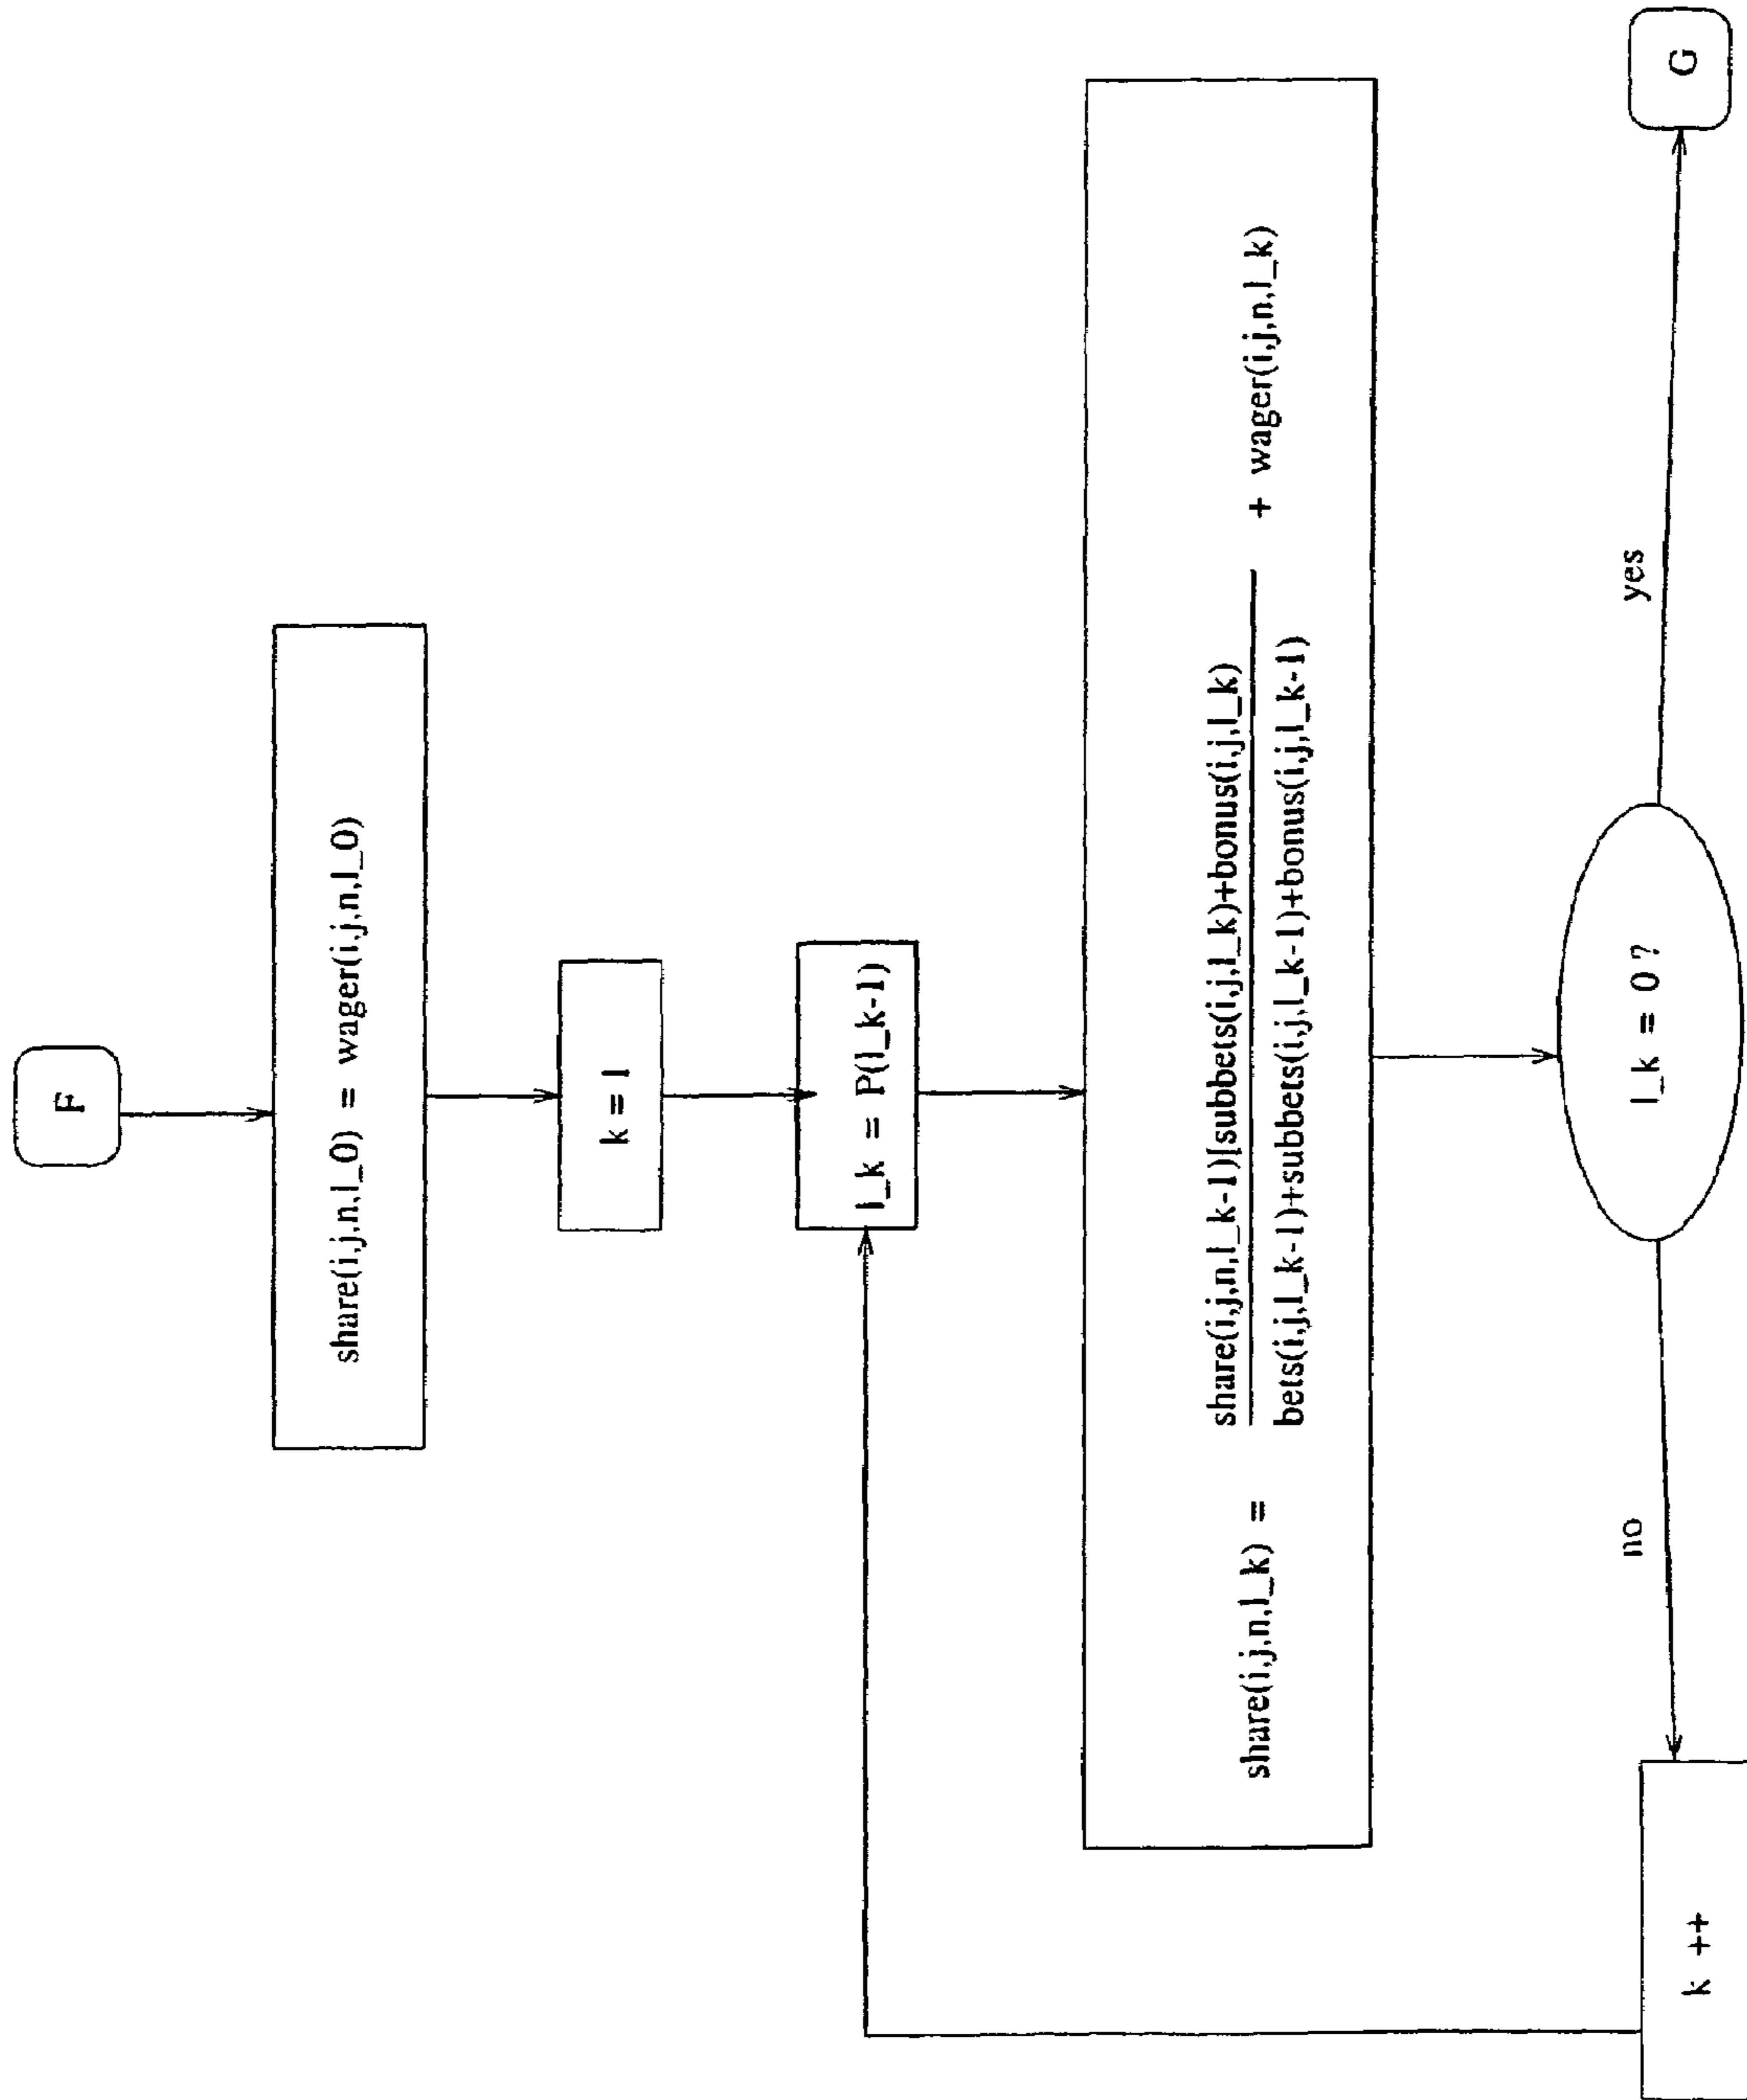 F
share(i,j,n,l_0) = wager(i,j,n,l_0)
k = 1
l_k = P(l_k-1)
share(i,j,n,l_k) = share(i,j,n,l_k-1)[subbets(i,j,l_k)+bonus(i,j,l_k) + wager(i,j,n,l_k)
bets(i,j,l_k-1)+subbets(i,j,l_k-1)+bonus(i,j,l_k-1)
l_k = 0 ?
no
yes
k ++
G